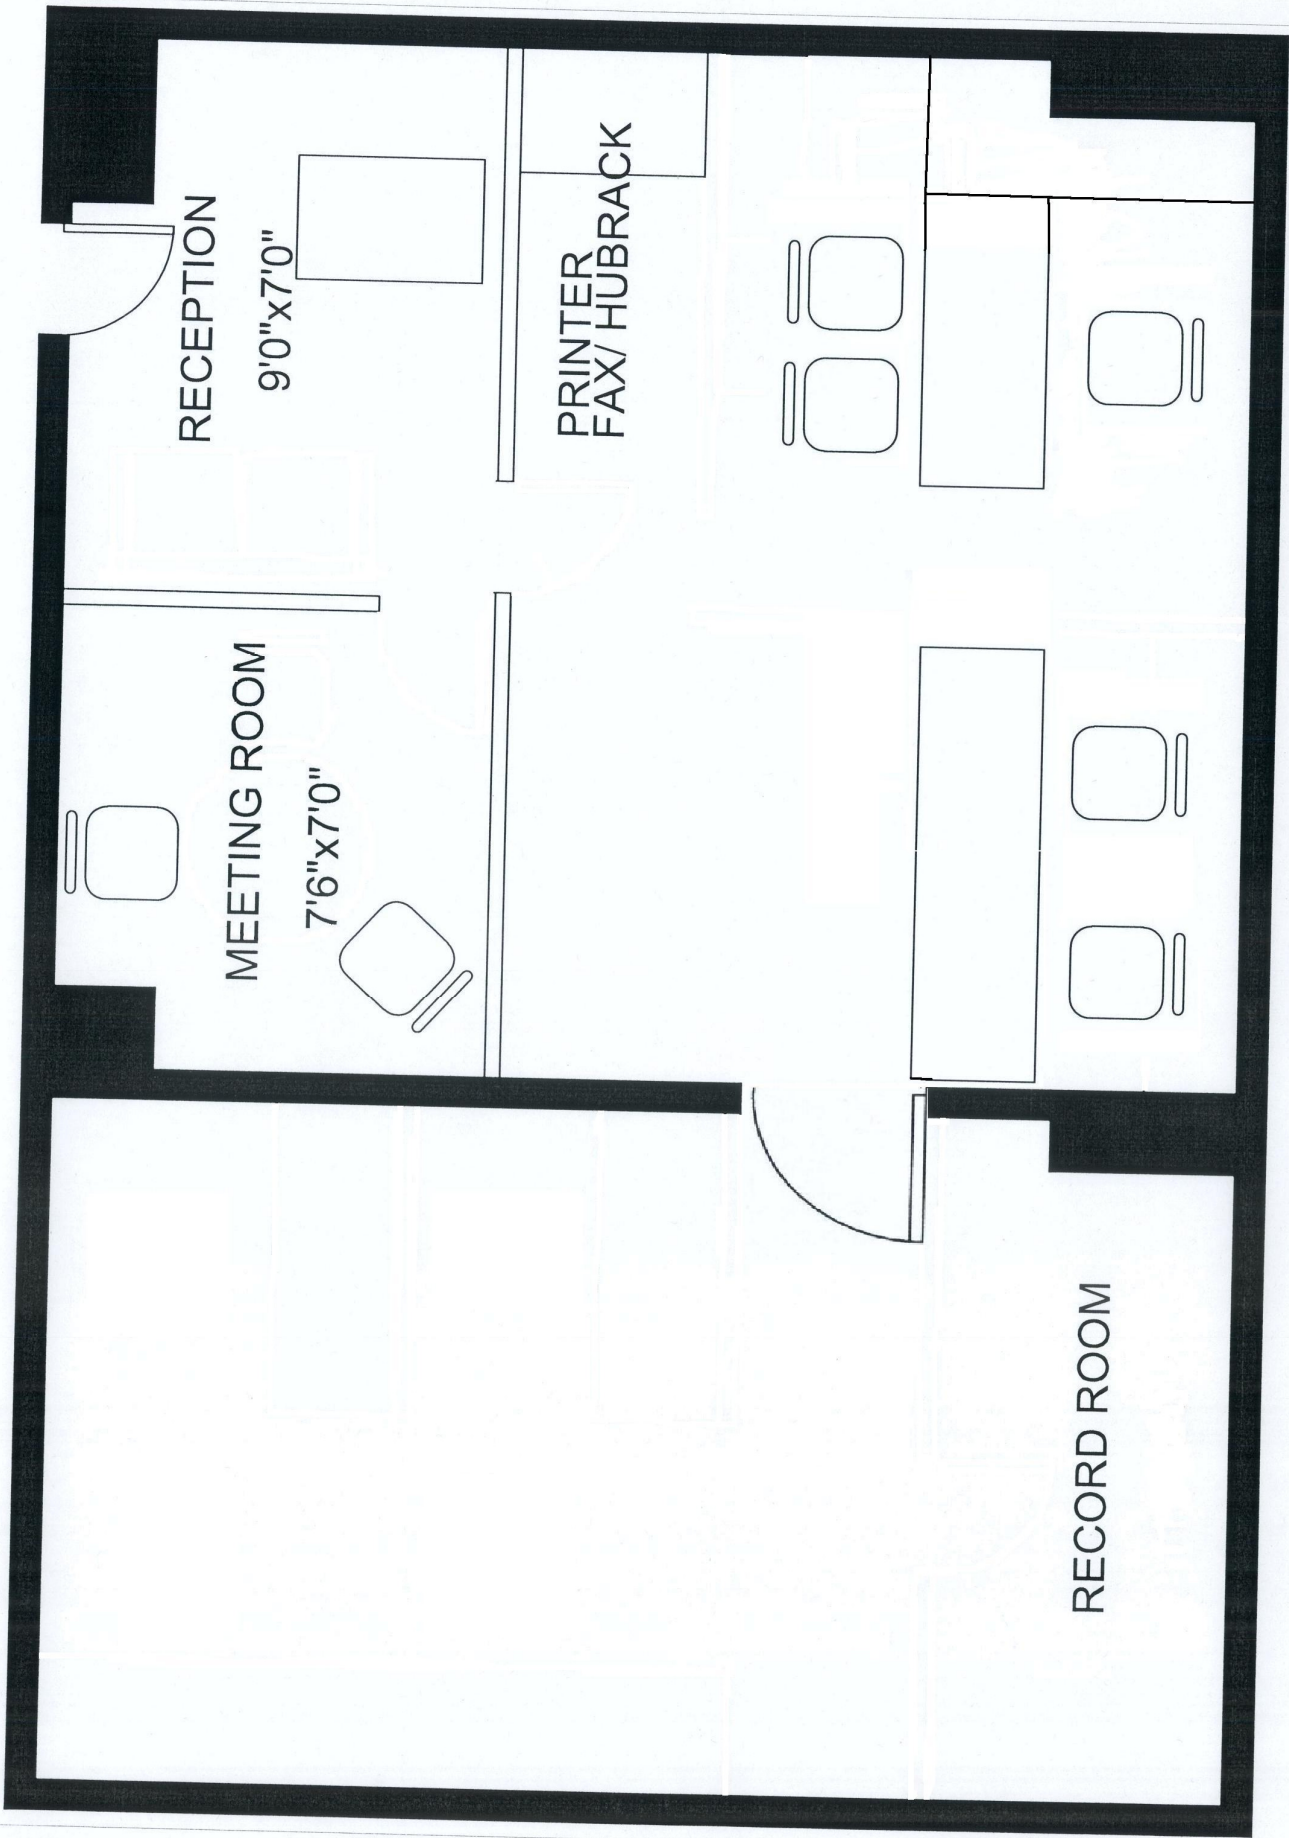 RECEPTION
9'0"x7'0"
MEETING ROOM
7'6"x7'0"
PRINTER
FAX/ HUBRACK
RECORD ROOM